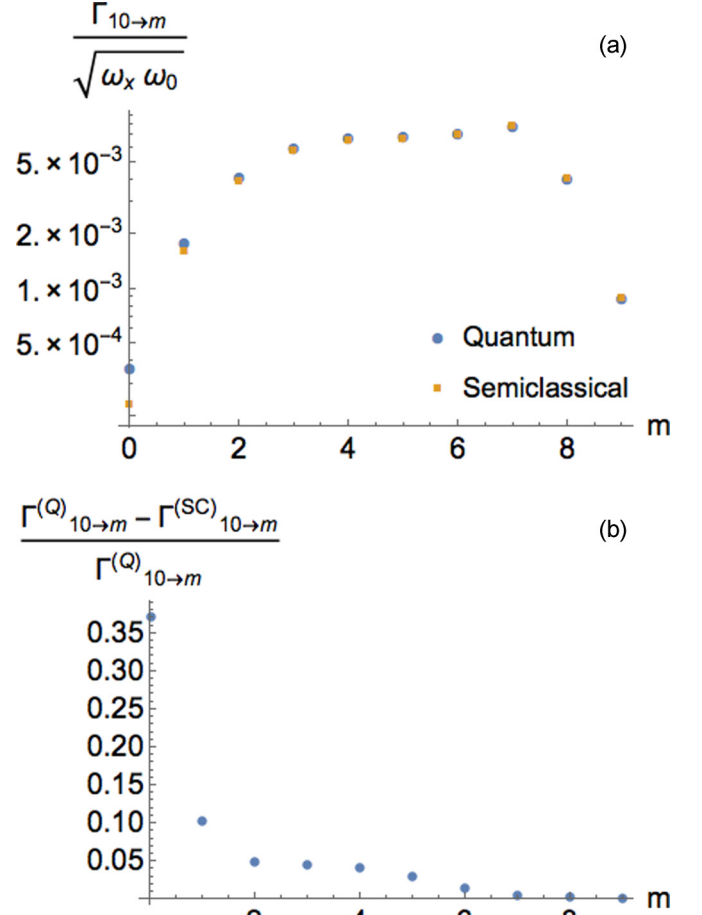 Γ10→m
(a)
√ωx ω0
5.×10⁻³
2.×10⁻³
1.×10⁻³
5.×10⁻⁴
Quantum
Semiclassical
0 2 4 6 8 m
Γ(Q)10→m − Γ(SC)10→m
(b)
Γ(Q)10→m
0.35
0.30
0.25
0.20
0.15
0.10
0.05
m